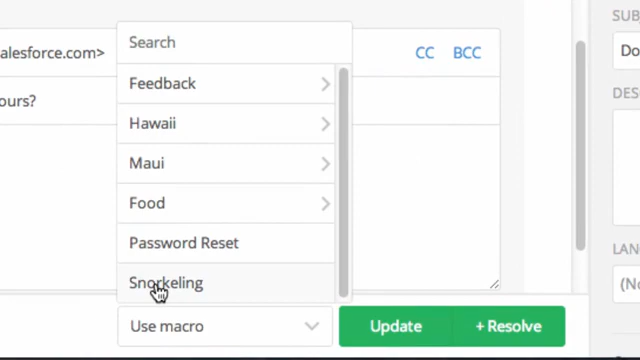 SUB
Search
alesforce.com>
CC
BCC
Do
Feedback
ours?
DES
Hawaii
Maui
Food
Password Reset
LAN
Snorkeling
(No
Use macro
Update
+ Resolve